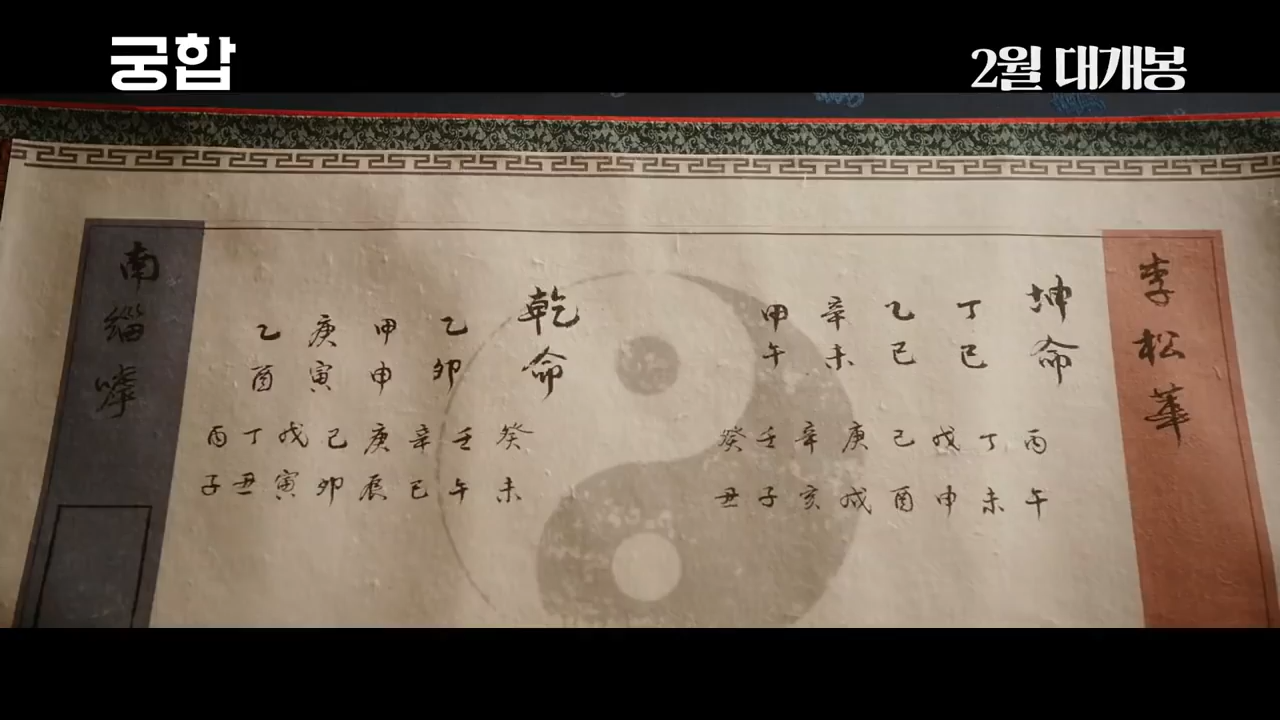 궁합
2월 대개봉
李松華
坤命
丁巳
乙巳
辛未
甲午
丙午
丁未
戊申
己酉
庚戌
辛亥
壬子
癸丑
乾命
乙卯
甲申
庚寅
乙酉
癸未
壬午
辛巳
庚辰
己卯
戊寅
丁丑
丙子
南緇